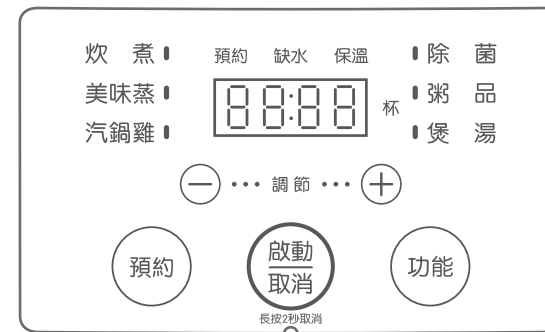 炊 煮
美味蒸
汽鍋雞
預約 缺水 保溫
88:88
杯
除 菌
粥 品
煲 湯
− ••• 調節 ••• +
預約
啟動
取消
功能
長按2秒取消